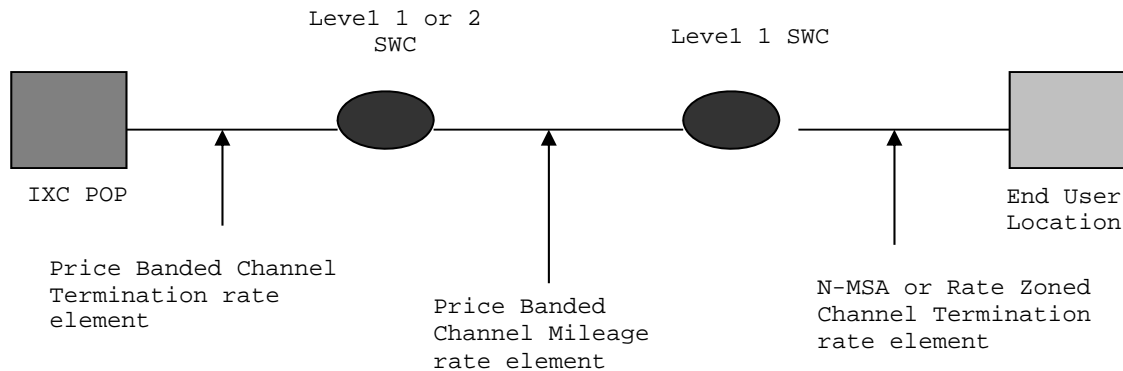 Level 1 or 2
SWC
Level 1 SWC
IXC POP
End User
Location
Price Banded Channel
Termination rate
element
Price Banded
Channel Mileage
rate element
N-MSA or Rate Zoned
Channel Termination
rate element